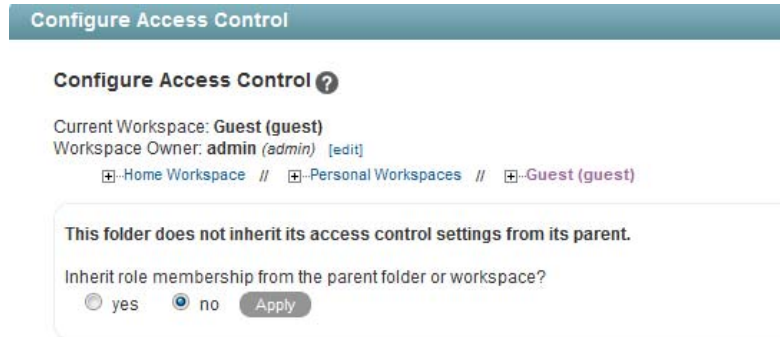 Configure Access Control
Configure Access Control ?
Current Workspace: Guest (guest)
Workspace Owner: admin (admin) [edit]
Home Workspace // Personal Workspaces // Guest (guest)
This folder does not inherit its access control settings from its parent.
Inherit role membership from the parent folder or workspace?
yes no Apply